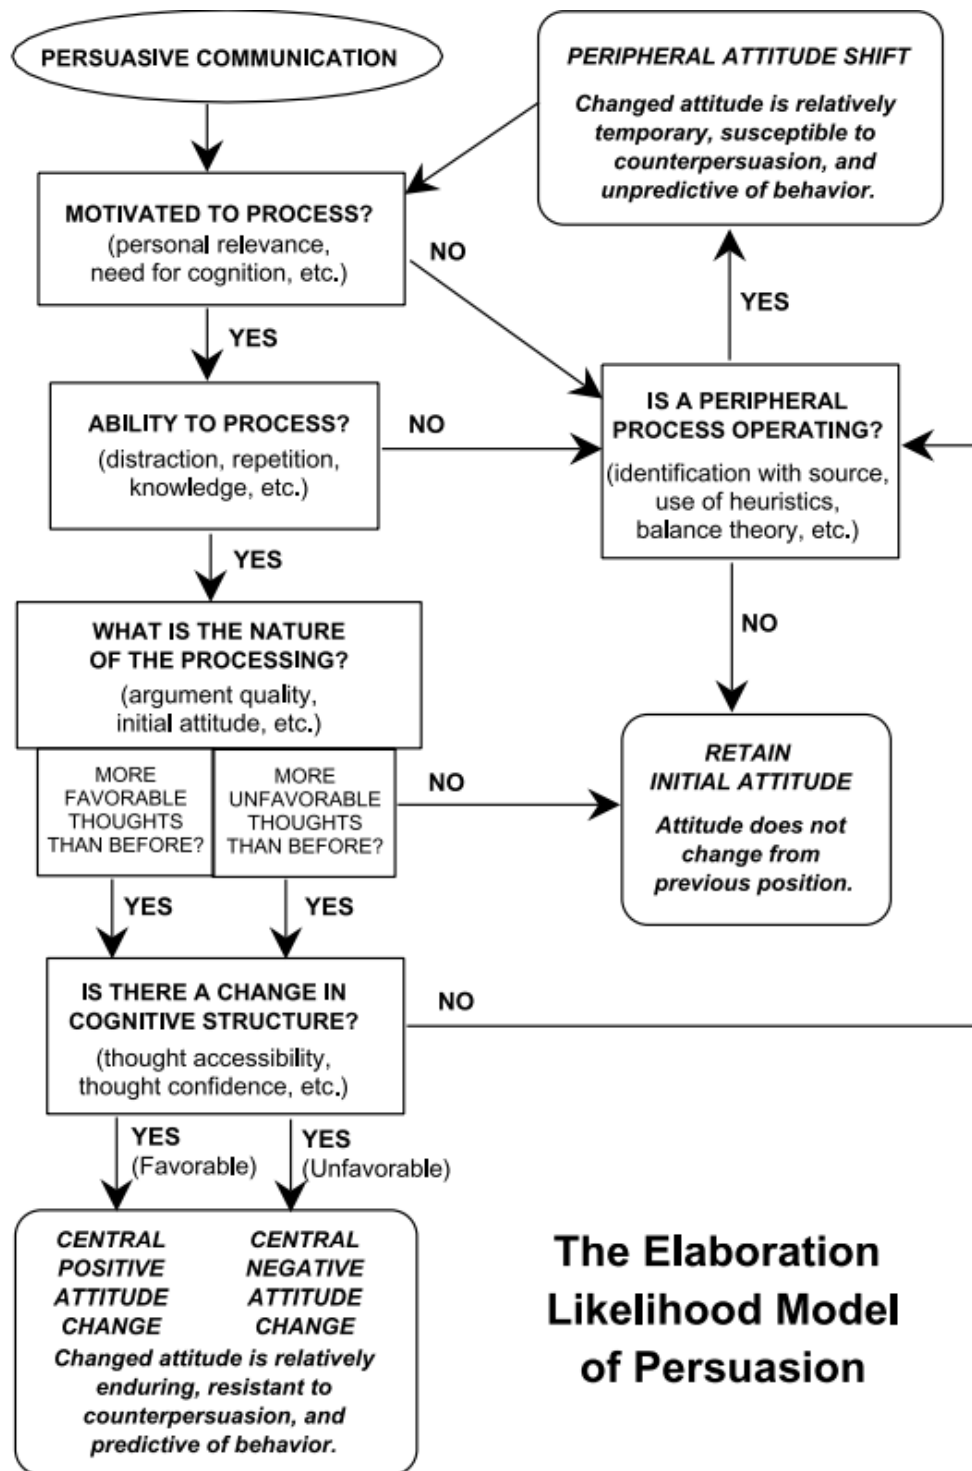 PERSUASIVE COMMUNICATION
PERIPHERAL ATTITUDE SHIFT
Changed attitude is relatively
temporary, susceptible to
counterpersuasion, and
unpredictive of behavior.
MOTIVATED TO PROCESS?
(personal relevance,
need for cognition, etc.)
NO
YES
YES
ABILITY TO PROCESS?
(distraction, repetition,
knowledge, etc.)
NO
IS A PERIPHERAL
PROCESS OPERATING?
(identification with source,
use of heuristics,
balance theory, etc.)
YES
NO
WHAT IS THE NATURE
OF THE PROCESSING?
(argument quality,
initial attitude, etc.)
MORE
FAVORABLE
THOUGHTS
THAN BEFORE?
MORE
UNFAVORABLE
THOUGHTS
THAN BEFORE?
NO
RETAIN
INITIAL ATTITUDE
Attitude does not
change from
previous position.
YES
YES
IS THERE A CHANGE IN
COGNITIVE STRUCTURE?
(thought accessibility,
thought confidence, etc.)
NO
YES
(Favorable)
YES
(Unfavorable)
CENTRAL
POSITIVE
ATTITUDE
CHANGE
CENTRAL
NEGATIVE
ATTITUDE
CHANGE
Changed attitude is relatively
enduring, resistant to
counterpersuasion, and
predictive of behavior.
The Elaboration
Likelihood Model
of Persuasion